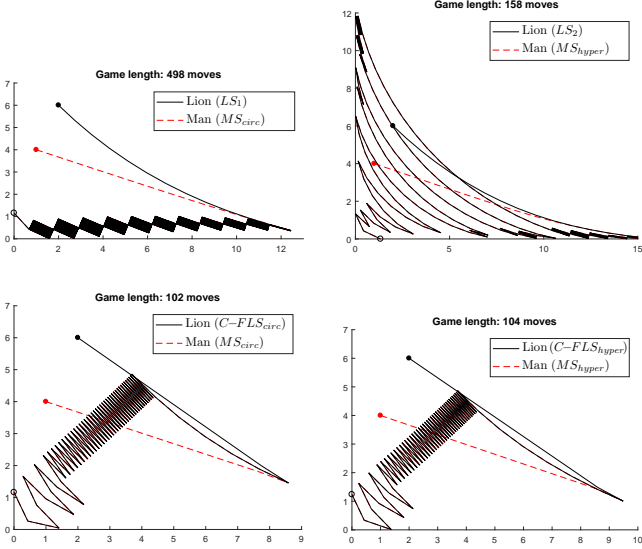 Game length: 498 moves
Lion (LS₁)
Man (MS_circ)
7
6
5
4
3
2
1
0
0 2 4 6 8 10 12
Game length: 158 moves
Lion (LS₂)
Man (MS_hyper)
12
10
8
6
4
2
0
0 5 10 15
Game length: 102 moves
Lion (C−FLS_circ)
Man (MS_circ)
7
6
5
4
3
2
1
0
0 1 2 3 4 5 6 7 8 9
Game length: 104 moves
Lion (C−FLS_hyper)
Man (MS_hyper)
7
6
5
4
3
2
1
0
0 1 2 3 4 5 6 7 8 9 10